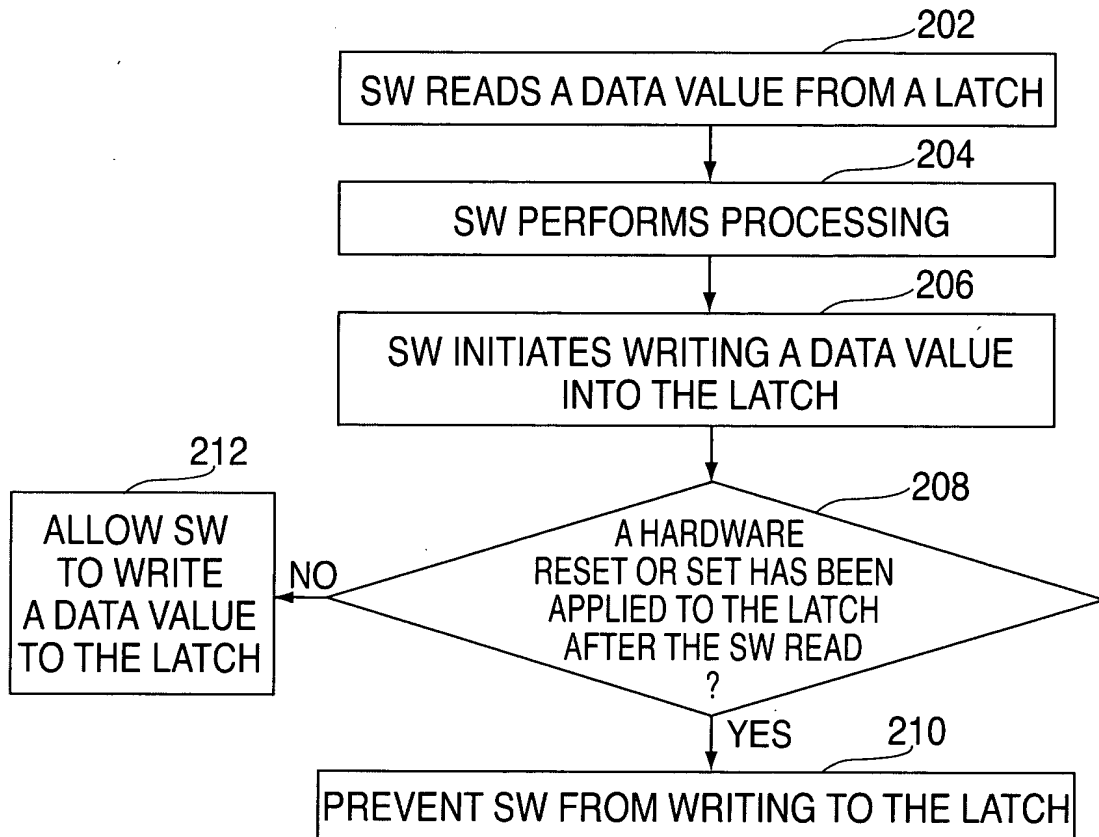 202
SW READS A DATA VALUE FROM A LATCH
204
SW PERFORMS PROCESSING
206
SW INITIATES WRITING A DATA VALUE
INTO THE LATCH
212
ALLOW SW
TO WRITE
A DATA VALUE
TO THE LATCH
NO
208
A HARDWARE
RESET OR SET HAS BEEN
APPLIED TO THE LATCH
AFTER THE SW READ
?
YES
210
PREVENT SW FROM WRITING TO THE LATCH